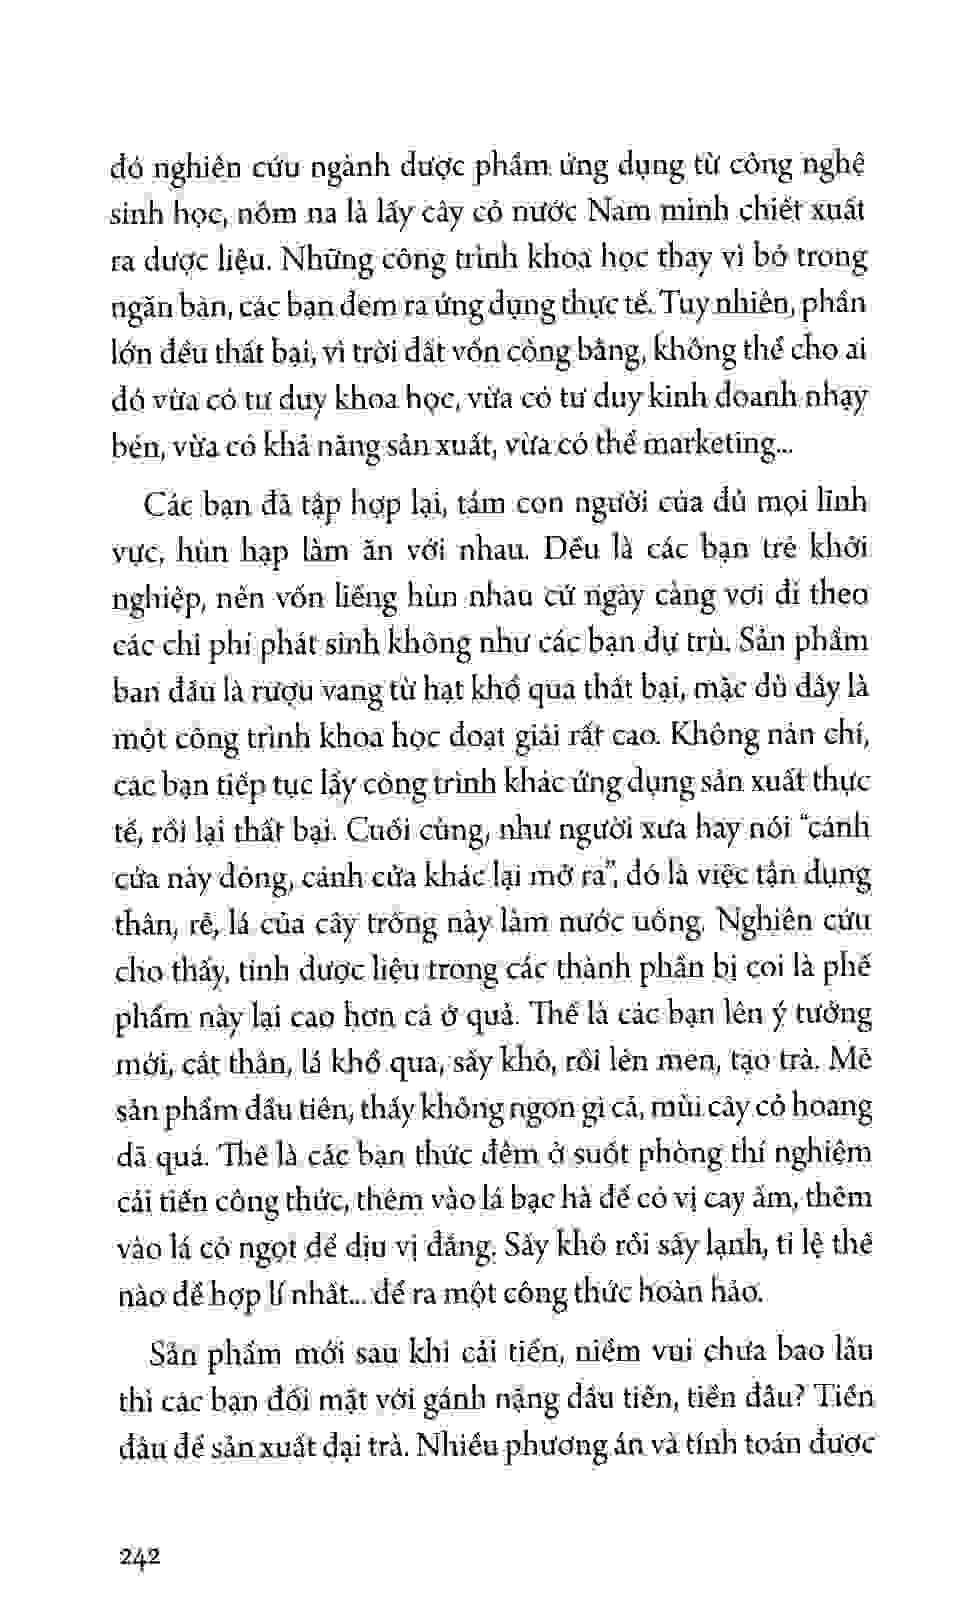 đó nghiên cứu ngành dược phẩm ứng dụng từ công nghệ
sinh học, nôm na là lấy cây cỏ nước Nam mình chiết xuất
ra dược liệu. Những công trình khoa học thay vì bỏ trong
ngăn bàn, các bạn đem ra ứng dụng thực tế. Tuy nhiên, phần
lớn đều thất bại, vì trời đất vốn công bằng, không thể cho ai
đó vừa có tư duy khoa học, vừa có tư duy kinh doanh nhạy
bén, vừa có khả năng sản xuất, vừa có thể marketing...
Các bạn đã tập hợp lại, tám con người của đủ mọi lĩnh
vực, hùn hạp làm ăn với nhau. Đều là các bạn trẻ khởi
nghiệp, nên vốn liếng hùn nhau cứ ngày càng vơi đi theo
các chi phí phát sinh không như các bạn dự trù. Sản phẩm
ban đầu là rượu vang từ hạt khổ qua thất bại, mặc dù đây là
một công trình khoa học đoạt giải rất cao. Không nản chí,
các bạn tiếp tục lấy công trình khác ứng dụng sản xuất thực
tế, rồi lại thất bại. Cuối cùng, như người xưa hay nói “cánh
cửa này đóng, cánh cửa khác lại mở ra”, đó là việc tận dụng
thân, rễ, lá của cây trồng này làm nước uống. Nghiên cứu
cho thấy, tính dược liệu trong các thành phần bị coi là phế
phẩm này lại cao hơn cả ở quả. Thế là các bạn lên ý tưởng
mới, cắt thân, lá khổ qua, sấy khô, rồi lên men, tạo trà. Mẻ
sản phẩm đầu tiên, thấy không ngon gì cả, mùi cây cỏ hoang
dã quá. Thế là các bạn thức đêm ở suốt phòng thí nghiệm
cải tiến công thức, thêm vào lá bạc hà để có vị cay ấm, thêm
vào lá cỏ ngọt để dịu vị đắng. Sấy khô rồi sấy lạnh, tỉ lệ thế
nào để hợp lí nhất... để ra một công thức hoàn hảo.
Sản phẩm mới sau khi cải tiến, niềm vui chưa bao lâu
thì các bạn đối mặt với gánh nặng đầu tiên, tiền đâu? Tiền
đâu để sản xuất đại trà. Nhiều phương án và tính toán được
242